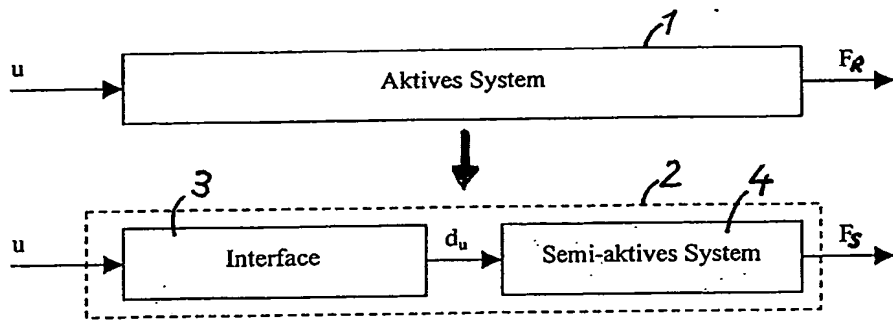 1
u
Aktives System
F_R
3
2
4
u
Interface
d_u
Semi-aktives System
F_S